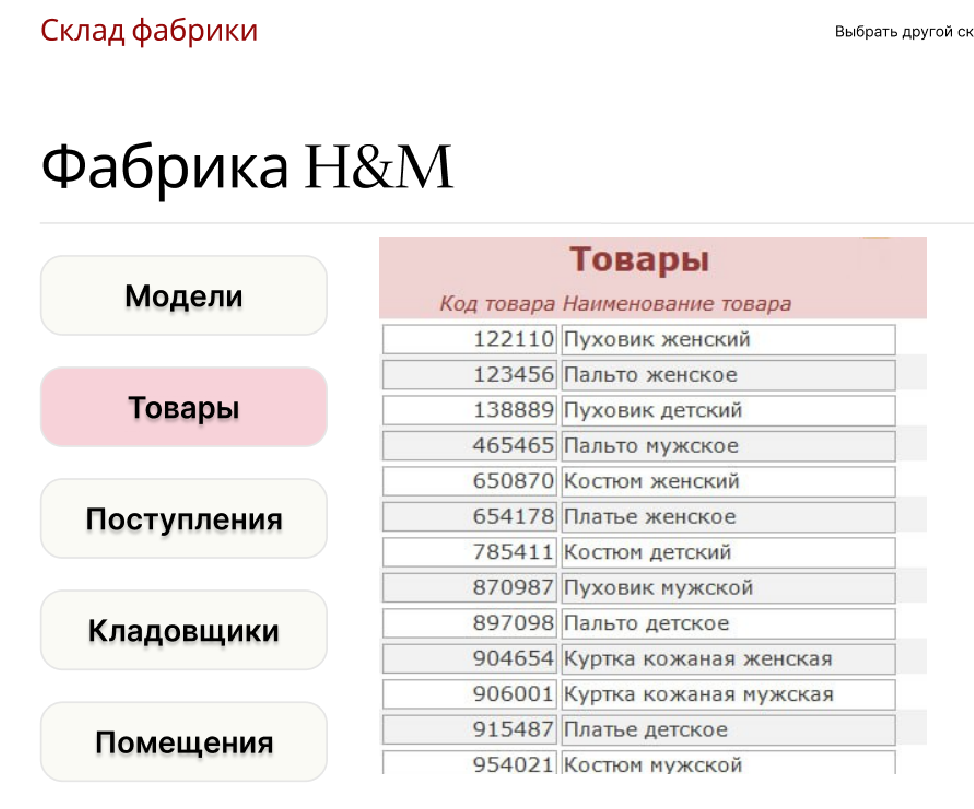 Склад фабрики
Выбрать другой ск
Фабрика H&M
Модели
Товары
Поступления
Кладовщики
Помещения
Товары
Код товара Наименование товара
122110 Пуховик женский
123456 Пальто женское
138889 Пуховик детский
465465 Пальто мужское
650870 Костюм женский
654178 Платье женское
785411 Костюм детский
870987 Пуховик мужской
897098 Пальто детское
904654 Куртка кожаная женская
906001 Куртка кожаная мужская
915487 Платье детское
954021 Костюм мужской